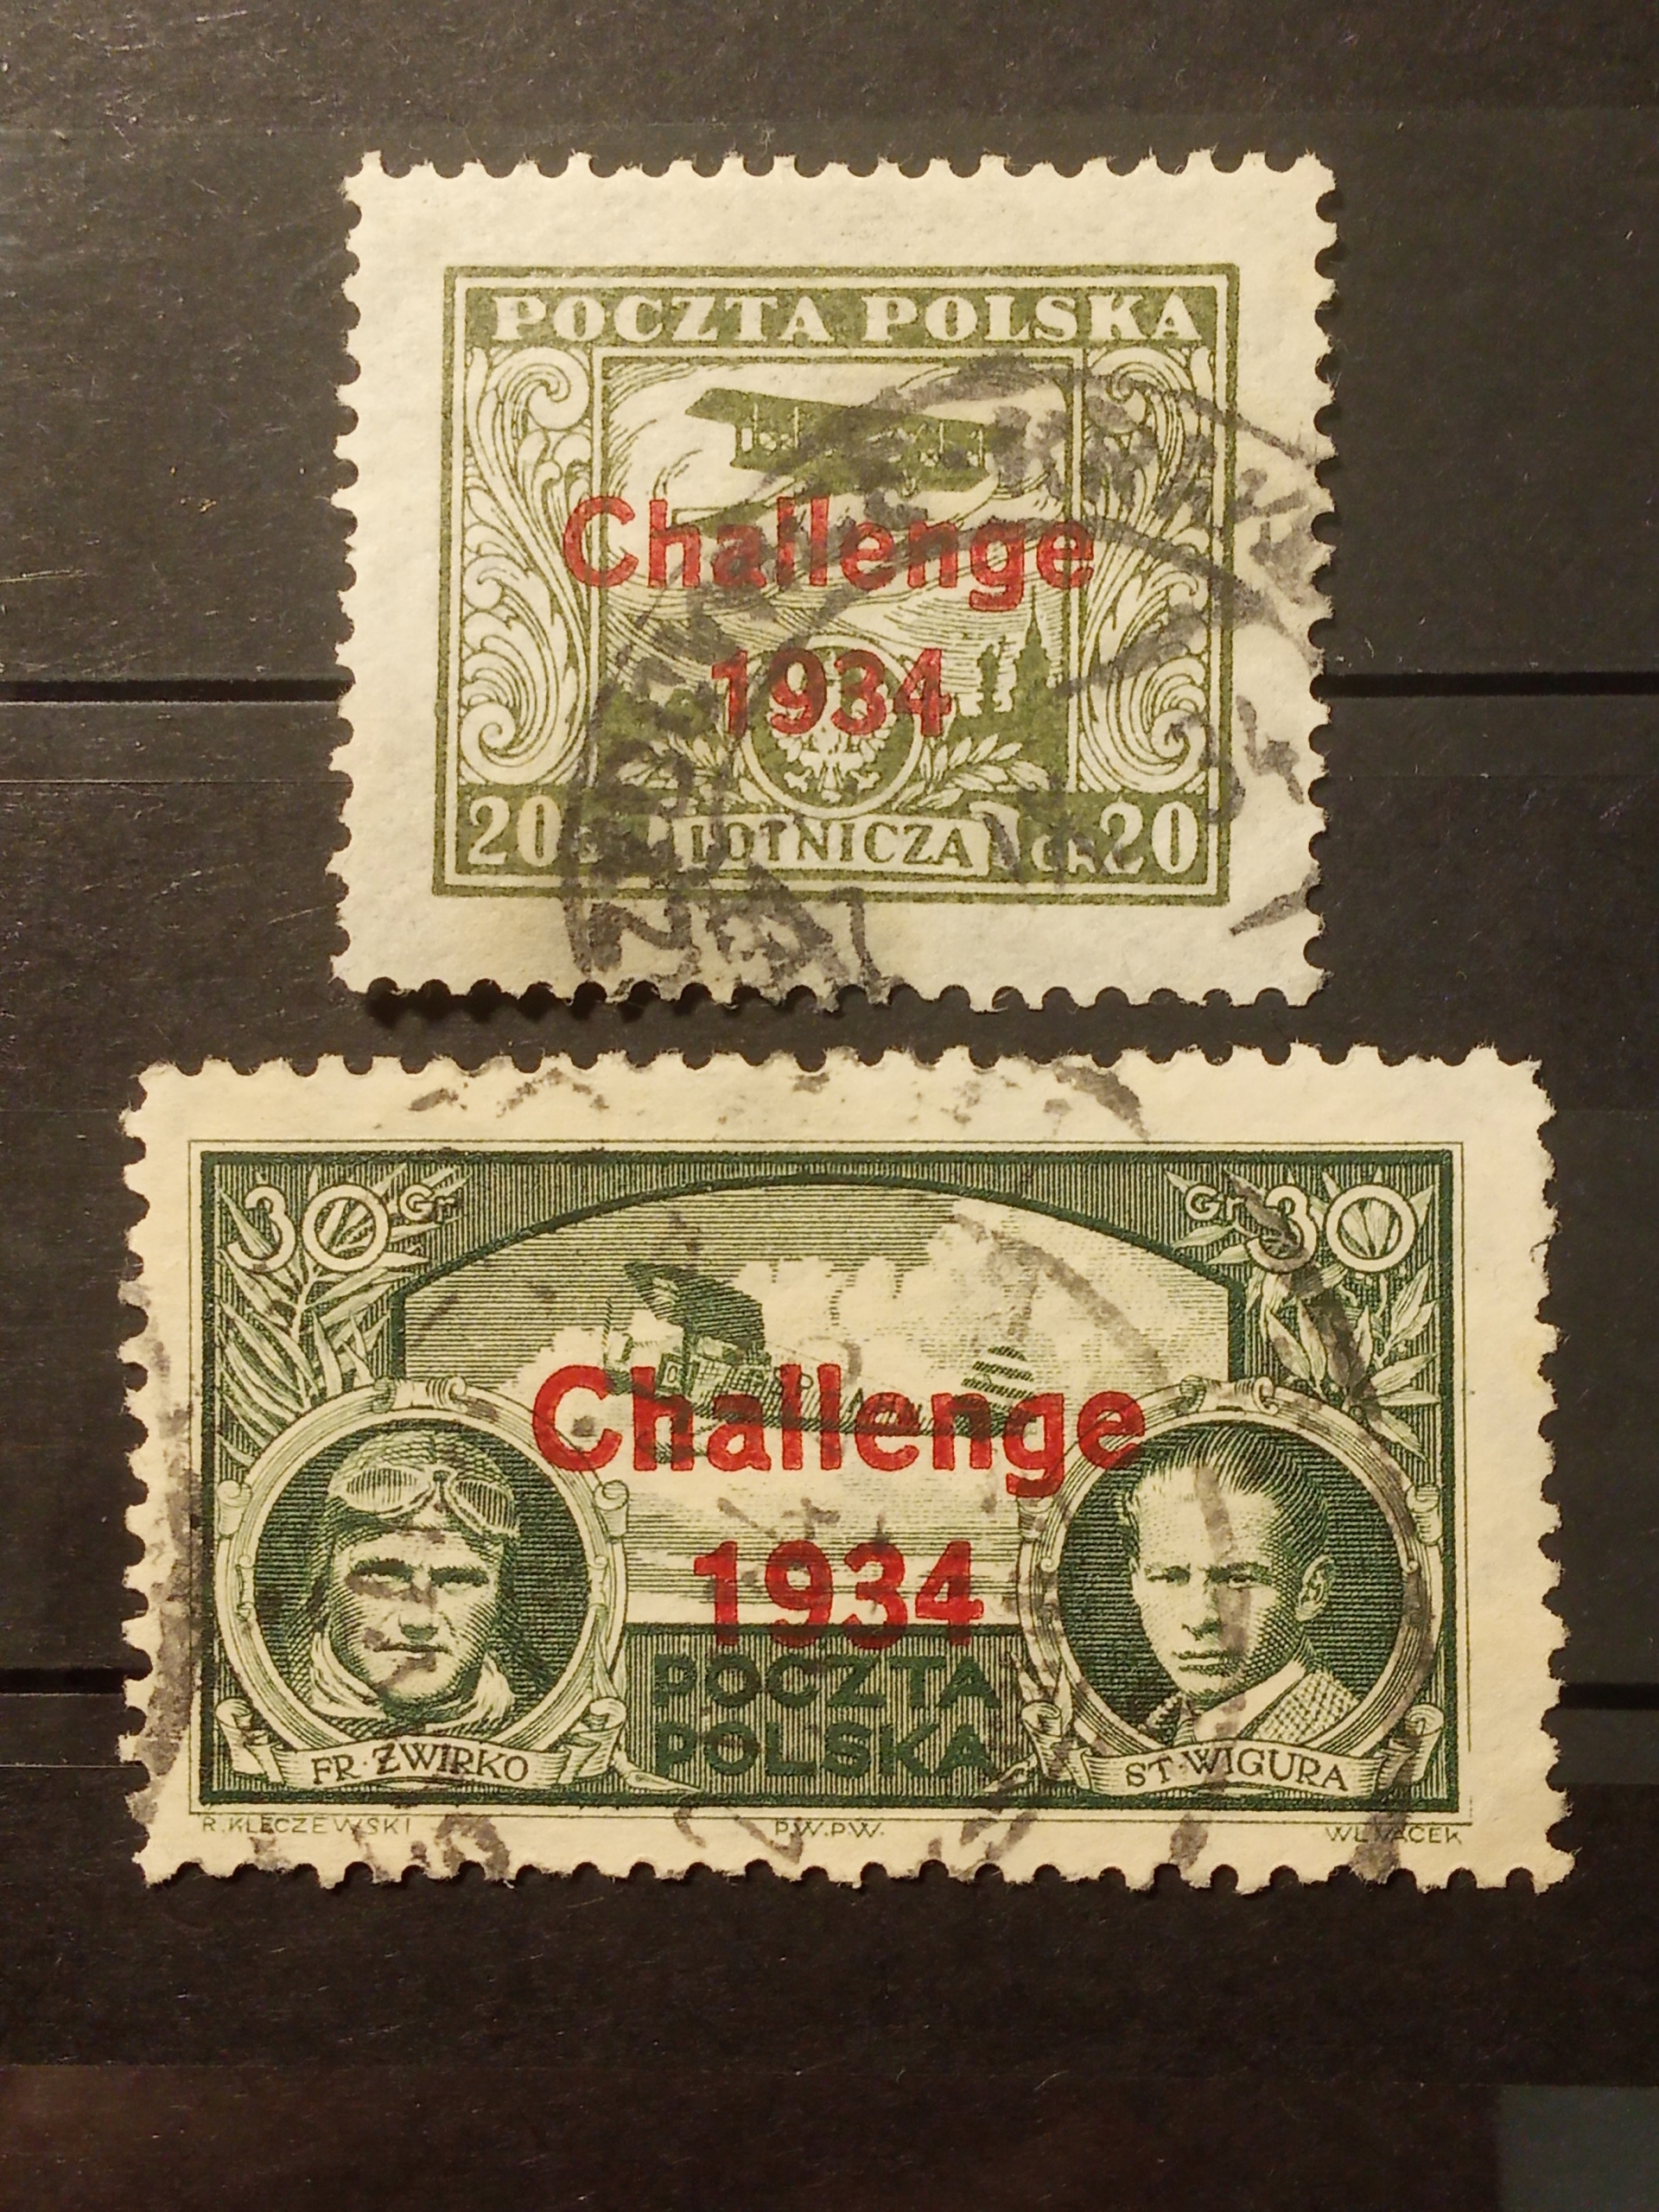 POCZTA POLSKA
Challenge
1934
20 LOTNICZA GR 20
34
30 Gr Gr 30
Challenge
1934
POCZTA
POLSKA
FR·ŻWIRKO ST·WIGURA
R.KLECZEWSKI P.W.P.W. WŁ.VACEK